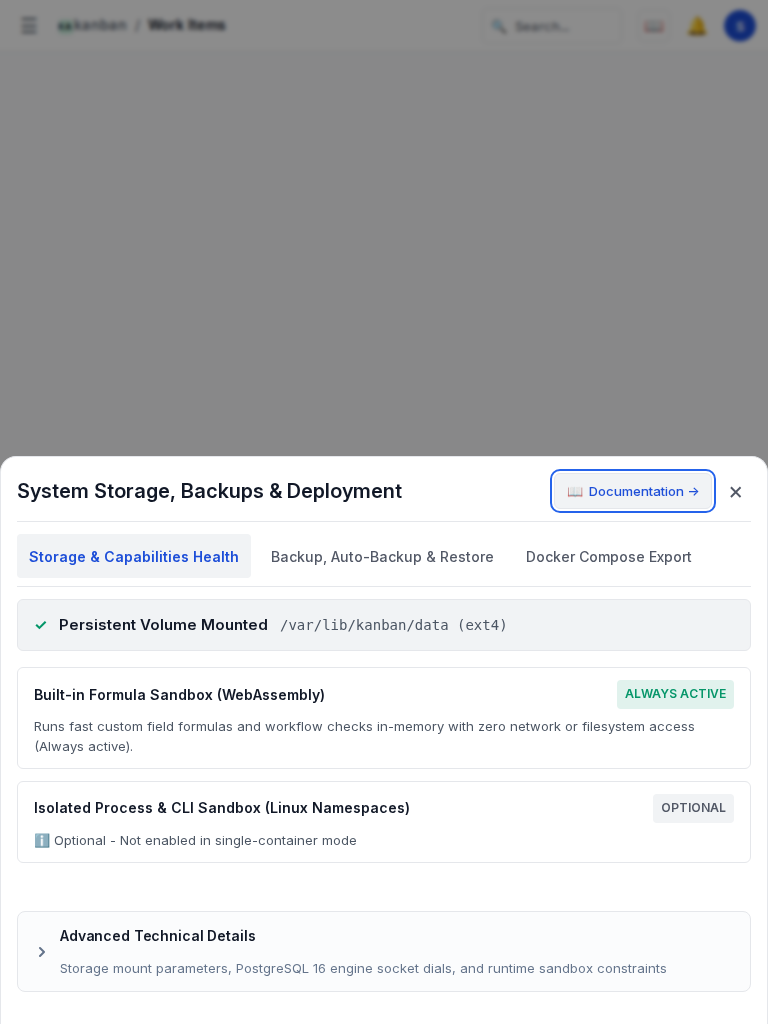 kanban / Work Items
Search...
S
System Storage, Backups & Deployment
Documentation →
Storage & Capabilities Health
Backup, Auto-Backup & Restore
Docker Compose Export
Persistent Volume Mounted /var/lib/kanban/data (ext4)
Built-in Formula Sandbox (WebAssembly)
ALWAYS ACTIVE
Runs fast custom field formulas and workflow checks in-memory with zero network or filesystem access
(Always active).
Isolated Process & CLI Sandbox (Linux Namespaces)
OPTIONAL
ℹ️ Optional - Not enabled in single-container mode
Advanced Technical Details
Storage mount parameters, PostgreSQL 16 engine socket dials, and runtime sandbox constraints